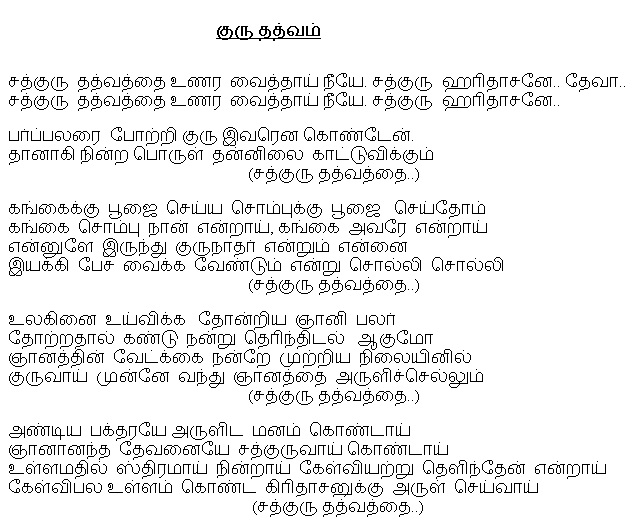 குரு தத்வம்
சத்குரு தத்வத்தை உணர வைத்தாய் நீயே. சத்குரு ஹரிதாசனே.. தேவா..
சத்குரு தத்வத்தை உணர வைத்தாய் நீயே. சத்குரு ஹரிதாசனே..
பர்ப்பலரை போற்றி குரு இவரென கொண்டேன்.
தானாகி நின்ற பொருள் தன்னிலை காட்டுவிக்கும்
(சத்குரு தத்வத்தை..)
கங்கைக்கு பூஜை செய்ய சொம்புக்கு பூஜை செய்தோம்
கங்கை சொம்பு நான் என்றாய், கங்கை அவரே என்றாய்
என்னுளே இருந்து குருநாதர் என்றும் என்னை
இயக்கி பேச வைக்க வேண்டும் என்று சொல்லி சொல்லி
(சத்குரு தத்வத்தை..)
உலகினை உய்விக்க தோன்றிய ஞானி பலர்
தோற்றதால் கண்டு நன்று தெரிந்திடல் ஆகுமோ
ஞானத்தின் வேட்க்கை நன்றே முற்றிய நிலையினில்
குருவாய் முன்னே வந்து ஞானத்தை அருளிச்செல்லும்
(சத்குரு தத்வத்தை..)
அண்டிய பக்தரயே அருளிட மனம் கொண்டாய்
ஞானானந்த தேவனையே சத்குருவாய் கொண்டாய்
உள்ளமதில் ஸ்திரமாய் நின்றாய் கேள்வியற்று தெளிந்தேன் என்றாய்
கேள்விபல உள்ளம் கொண்ட கிரிதாசனுக்கு அருள் செய்வாய்
(சத்குரு தத்வத்தை..)